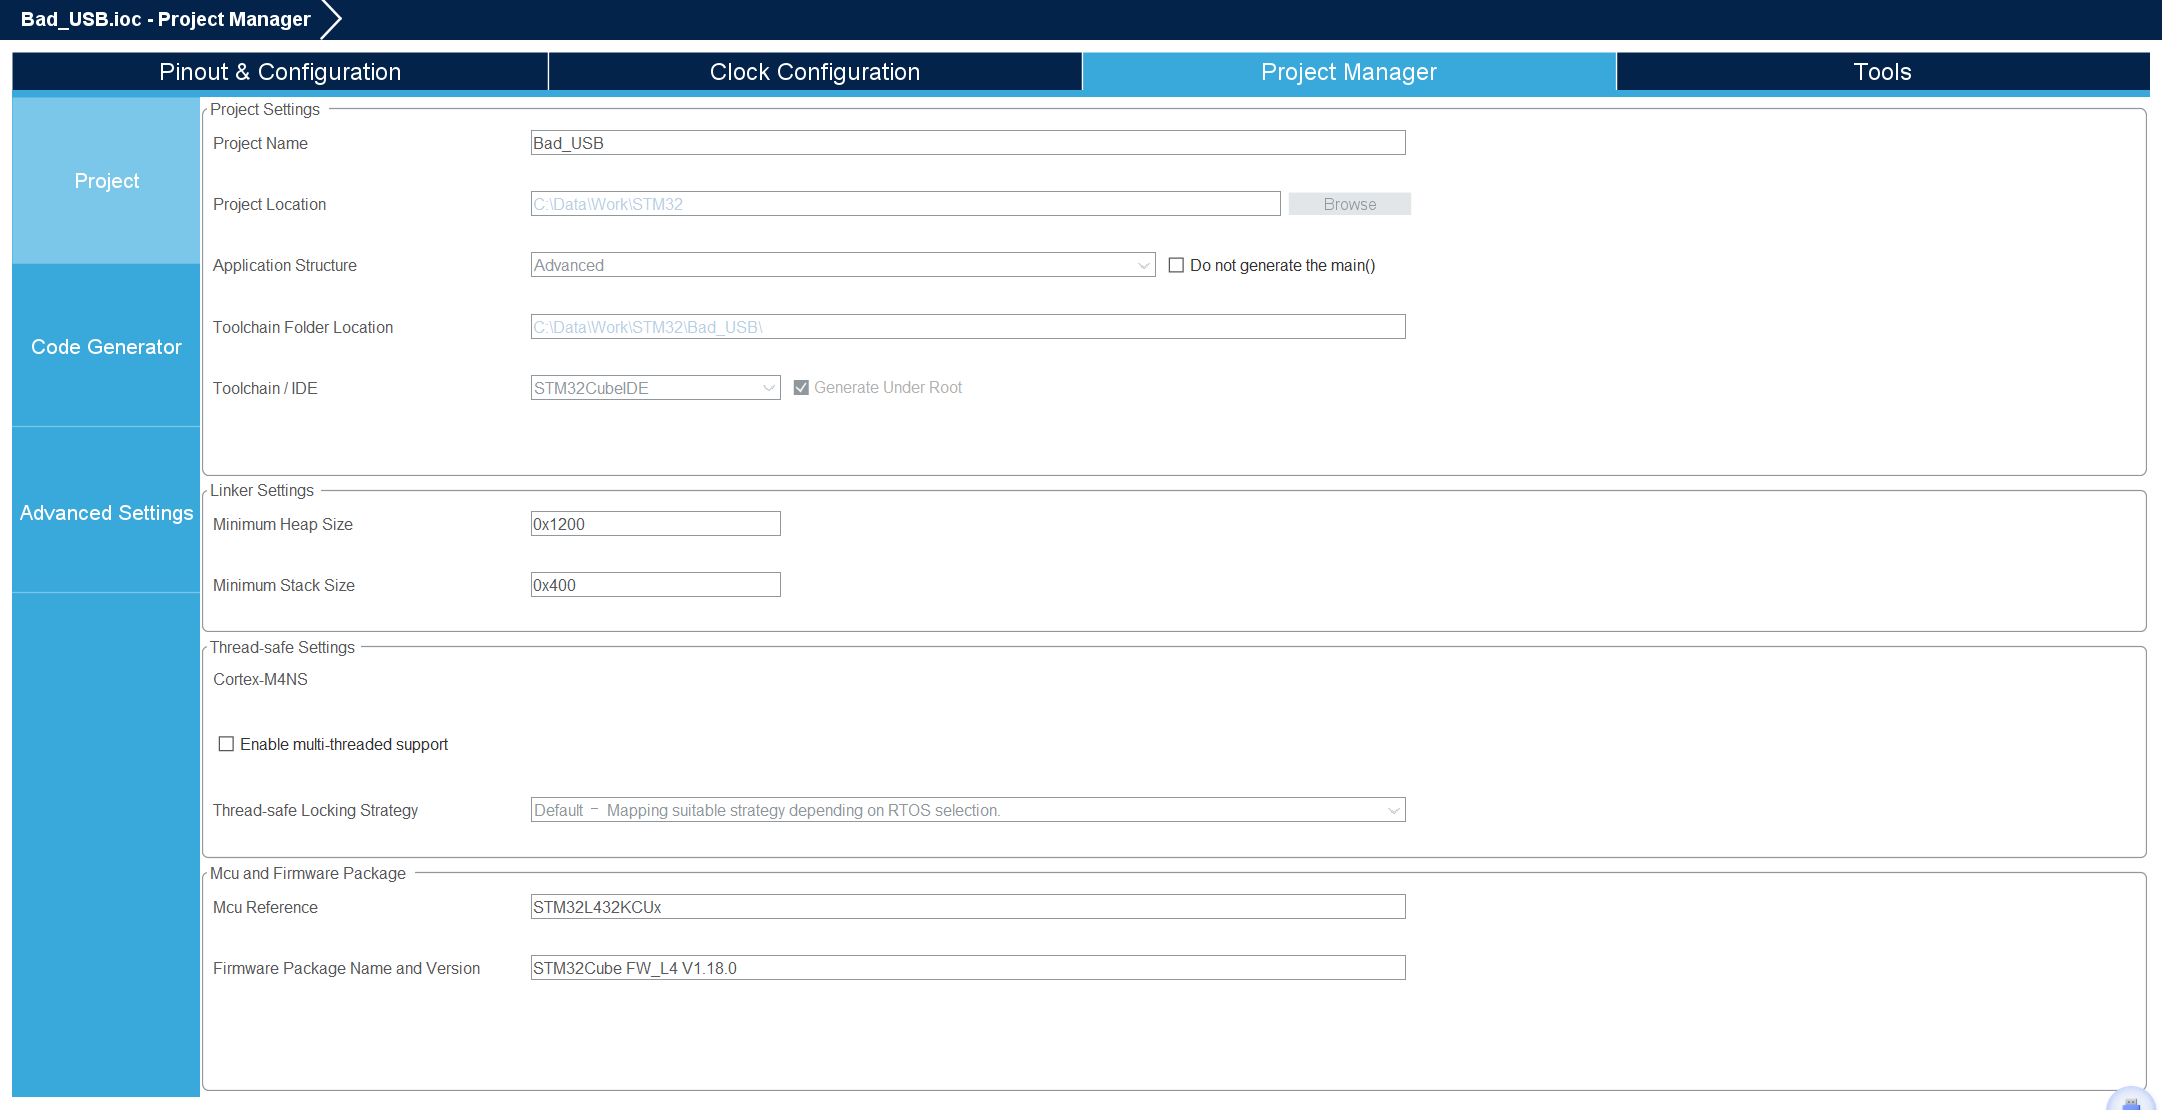 Bad_USB.ioc - Project Manager
Pinout & Configuration
Clock Configuration
Project Manager
Tools
Project
Code Generator
Advanced Settings
Project Settings
Project Name
Bad_USB
Project Location
C:\Data\Work\STM32
Browse
Application Structure
Advanced
Do not generate the main()
Toolchain Folder Location
C:\Data\Work\STM32\Bad_USB\
Toolchain / IDE
STM32CubeIDE
Generate Under Root
Linker Settings
Minimum Heap Size
0x1200
Minimum Stack Size
0x400
Thread-safe Settings
Cortex-M4NS
Enable multi-threaded support
Thread-safe Locking Strategy
Default – Mapping suitable strategy depending on RTOS selection.
Mcu and Firmware Package
Mcu Reference
STM32L432KCUx
Firmware Package Name and Version
STM32Cube FW_L4 V1.18.0